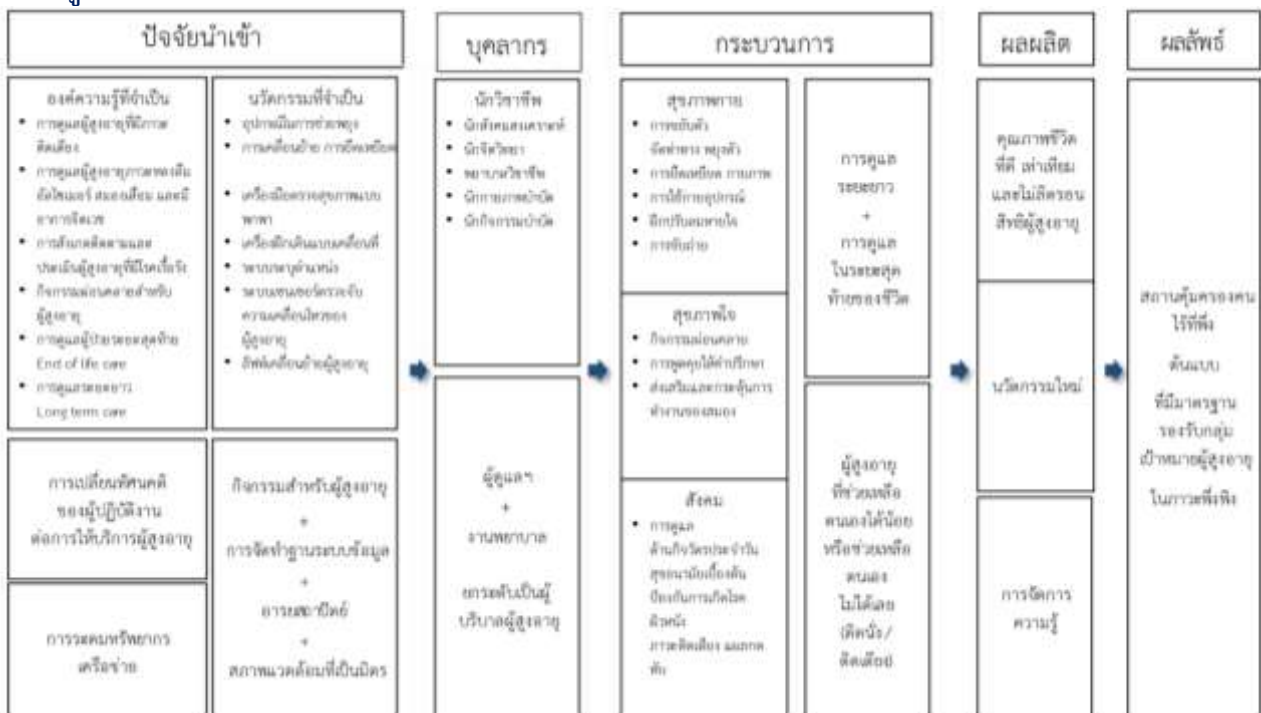 ปัจจัยนำเข้า
องค์ความรู้ที่จำเป็น
• การดูแลผู้สูงอายุที่มีภาวะ
ติดเตียง
• การดูแลผู้สูงอายุภาวะหลงลืม
อัลไซเมอร์ สมองเสื่อม และมี
อาการจิตเวช
• การสังเกตติดตามและ
ประเมินผู้สูงอายุที่มีโรคเรื้อรัง
• กิจกรรมผ่อนคลายสำหรับ
ผู้สูงอายุ
• การดูแลผู้ป่วยระยะสุดท้าย
End of life care
• การดูแลระยะยาว
Long term care
นวัตกรรมที่จำเป็น
• อุปกรณ์ในการช่วยพยุง
• การเคลื่อนย้าย การยืดเหยียด
• เครื่องมือตรวจสุขภาพแบบ
พกพา
• เครื่องฝึกเดินแบบเคลื่อนที่
• ระบบระบุตำแหน่ง
• ระบบเซนเซอร์ตรวจจับ
ความเคลื่อนไหวของ
ผู้สูงอายุ
• ลิฟท์เคลื่อนย้ายผู้สูงอายุ
การเปลี่ยนทัศนคติ
ของผู้ปฏิบัติงาน
ต่อการให้บริการผู้สูงอายุ
การระดมทรัพยากร
เครือข่าย
กิจกรรมสำหรับผู้สูงอายุ
+
การจัดทำฐานระบบข้อมูล
+
อารยสถาปัตย์
+
สภาพแวดล้อมที่เป็นมิตร
บุคลากร
นักวิชาชีพ
• นักสังคมสงเคราะห์
• นักจิตวิทยา
• พยาบาลวิชาชีพ
• นักกายภาพบำบัด
• นักกิจกรรมบำบัด
ผู้ดูแลฯ
+
งานพยาบาล
ยกระดับเป็นผู้
บริบาลผู้สูงอายุ
กระบวนการ
สุขภาพกาย
• การขยับตัว
จัดท่าทาง พยุงตัว
• การยืดเหยียด กายภาพ
• การใช้กายอุปกรณ์
• ฝึกปรับลมหายใจ
• การขับถ่าย
สุขภาพใจ
• กิจกรรมผ่อนคลาย
• การพูดคุยให้คำปรึกษา
• ส่งเสริมและกระตุ้นการ
ทำงานของสมอง
สังคม
• การดูแล
ด้านกิจวัตรประจำวัน
สุขอนามัยเบื้องต้น
ป้องกันการเกิดโรค
ผิวหนัง
ภาวะติดเตียง แผลกด
ทับ
การดูแล
ระยะยาว
+
การดูแล
ในระยะสุด
ท้ายของชีวิต
ผู้สูงอายุ
ที่ช่วยเหลือ
ตนเองได้น้อย
หรือช่วยเหลือ
ตนเอง
ไม่ได้เลย
(ติดนั่ง/
ติดเตียง)
ผลผลิต
คุณภาพชีวิต
ที่ดี เท่าเทียม
และไม่ลิดรอน
สิทธิผู้สูงอายุ
นวัตกรรมใหม่
การจัดการ
ความรู้
ผลลัพธ์
สถานคุ้มครองคน
ไร้ที่พึ่ง
ต้นแบบ
ที่มีมาตรฐาน
รองรับกลุ่ม
เป้าหมายผู้สูงอายุ
ในภาวะพึ่งพิง